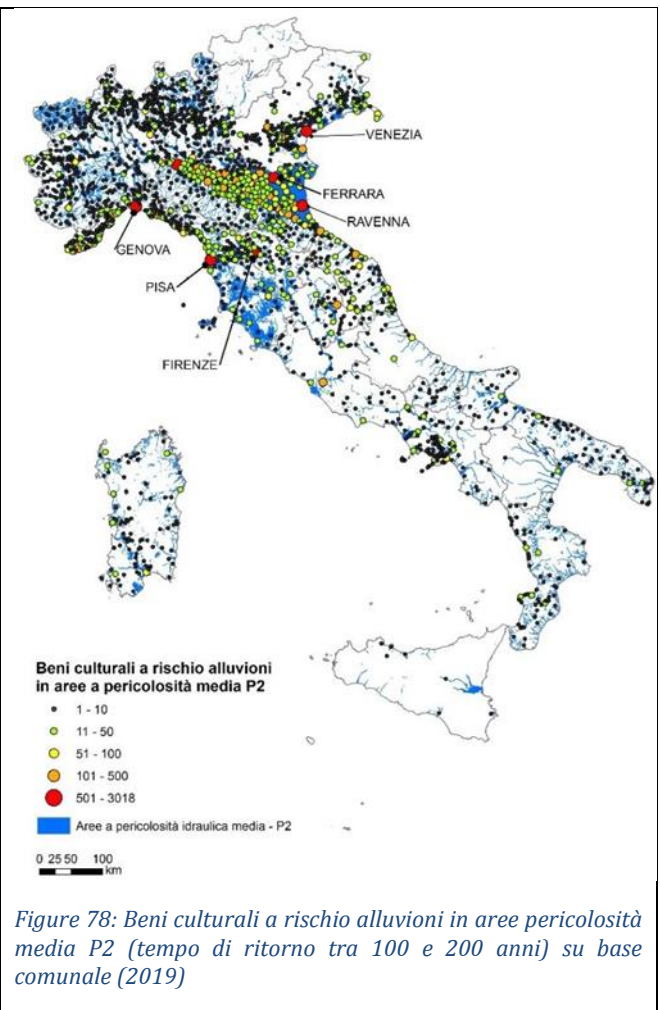 VENEZIA
FERRARA
RAVENNA
GENOVA
PISA
FIRENZE
Beni culturali a rischio alluvioni
in aree a pericolosità media P2
1 - 10
11 - 50
51 - 100
101 - 500
501 - 3018
Aree a pericolosità idraulica media - P2
0 25 50 100
km
Figure 78: Beni culturali a rischio alluvioni in aree pericolosità
media P2 (tempo di ritorno tra 100 e 200 anni) su base
comunale (2019)